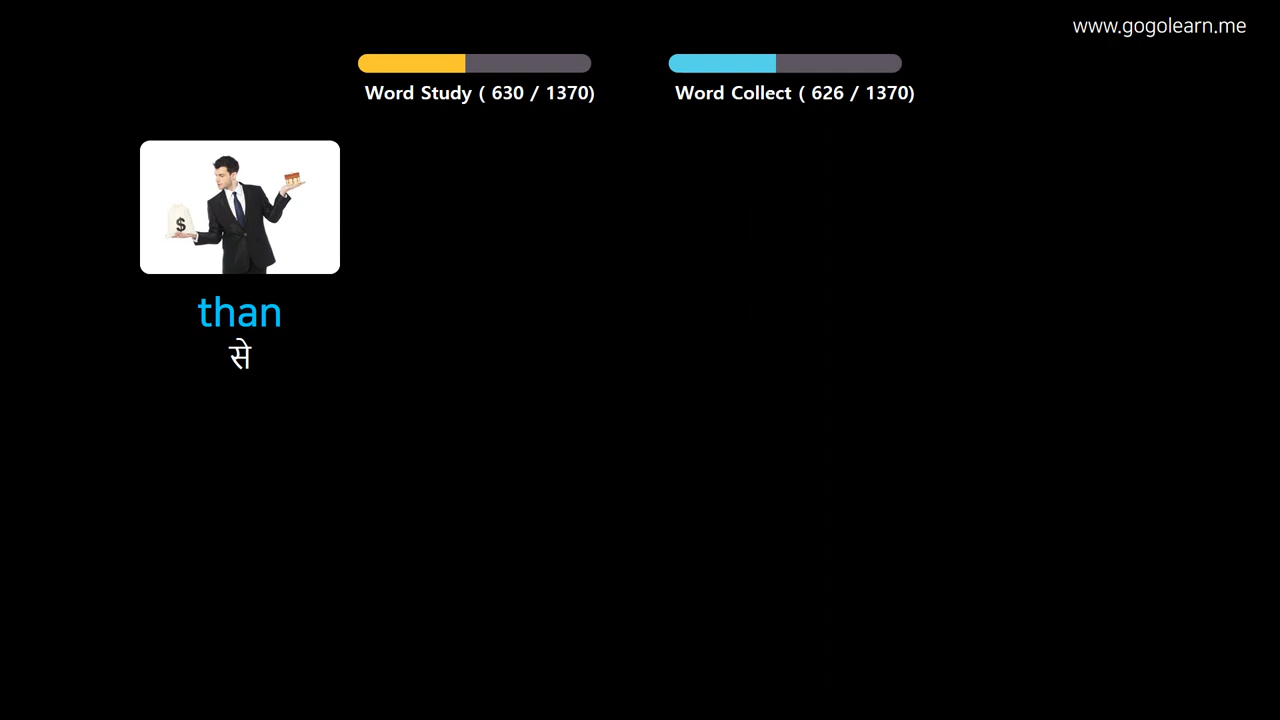 www.gogolearn.me
Word Study ( 630 / 1370)
Word Collect ( 626 / 1370)
$
than
से